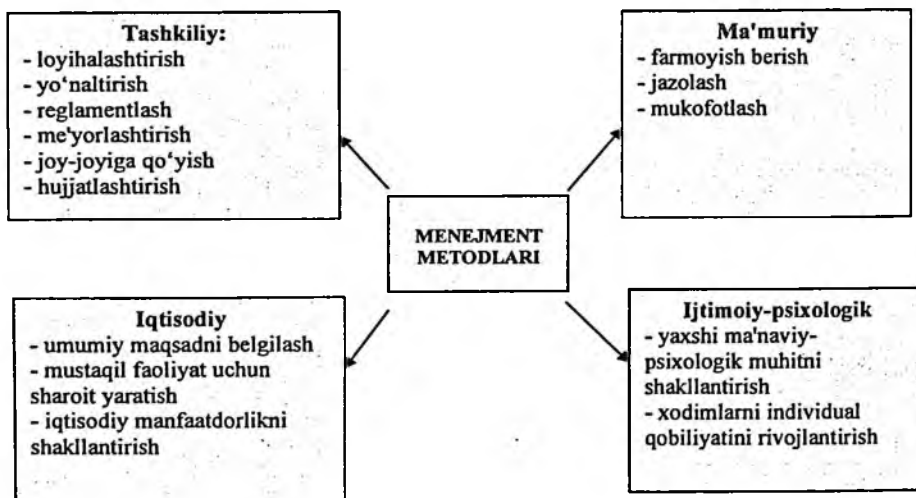 Tashkiliy:
- loyihalashtirish
- yo‘naltirish
- reglamentlash
- me'yorlashtirish
- joy-joyiga qo‘yish
- hujjatlashtirish
Ma'muriy
- farmoyish berish
- jazolash
- mukofotlash
MENEJMENT
METODLARI
Iqtisodiy
- umumiy maqsadni belgilash
- mustaqil faoliyat uchun
sharoit yaratish
- iqtisodiy manfaatdorlikni
shakllantirish
Ijtimoiy-psixologik
- yaxshi ma'naviy-
psixologik muhitni
shakllantirish
- xodimlarni individual
qobiliyatini rivojlantirish